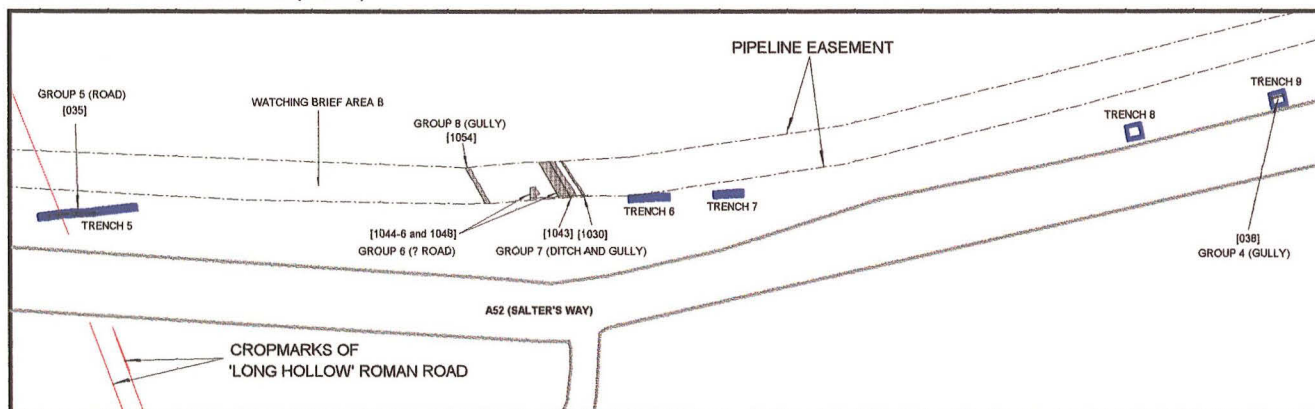 PIPELINE EASEMENT
GROUP 5 (ROAD)
[035]
WATCHING BRIEF AREA B
GROUP 8 (GULLY)
[1054]
TRENCH 9
TRENCH 8
TRENCH 5
TRENCH 6
TRENCH 7
[1044-6 and 1048]
GROUP 6 (? ROAD)
[1043] [1030]
GROUP 7 (DITCH AND GULLY)
[036]
GROUP 4 (GULLY)
A52 (SALTER'S WAY)
CROPMARKS OF
'LONG HOLLOW' ROMAN ROAD